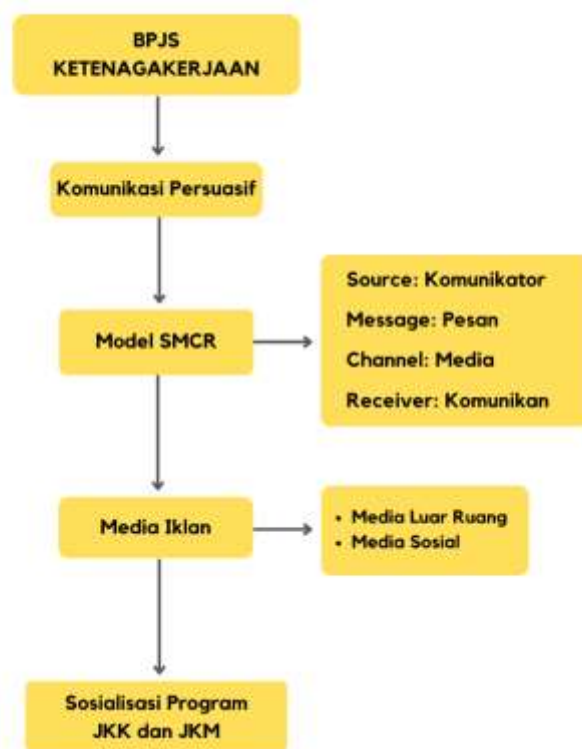 BPJS
KETENAGAKERJAAN
Komunikasi Persuasif
Model SMCR
Source: Komunikator
Message: Pesan
Channel: Media
Receiver: Komunikan
Media Iklan
• Media Luar Ruang
• Media Sosial
Sosialisasi Program
JKK dan JKM